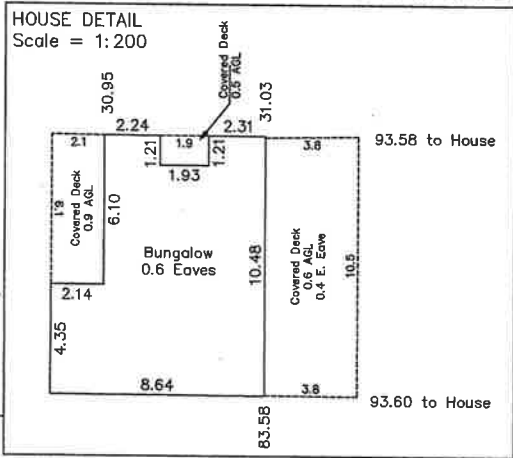 HOUSE DETAIL
Scale = 1:200
30.95
Covered Deck
0.5 AGL
31.03
2.24
1.9
2.31
2.1
3.8
93.58 to House
1.21
1.21
1.93
6.1
Covered Deck
0.9 AGL
6.10
Bungalow
0.6 Eaves
10.48
Covered Deck
0.6 AGL
0.4 E. Eave
10.5
2.14
4.35
8.64
3.8
93.60 to House
83.58